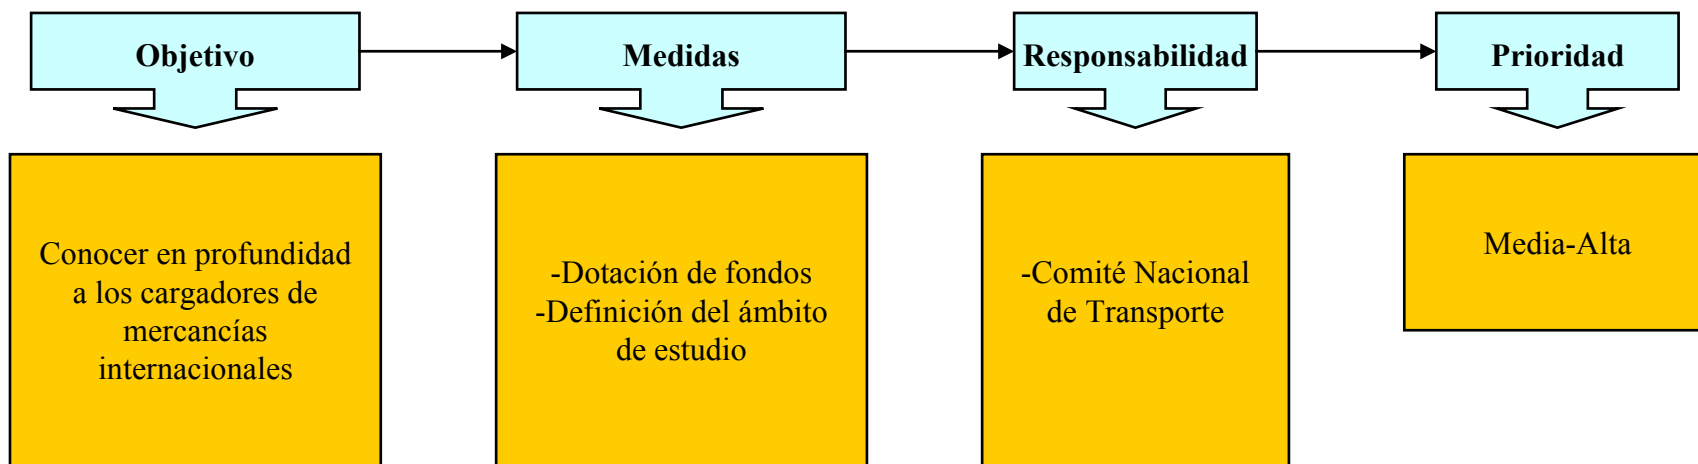 Objetivo
Medidas
Responsabilidad
Prioridad
Conocer en profundidad
a los cargadores de
mercancías
internacionales
-Dotación de fondos
-Definición del ámbito
de estudio
-Comité Nacional
de Transporte
Media-Alta